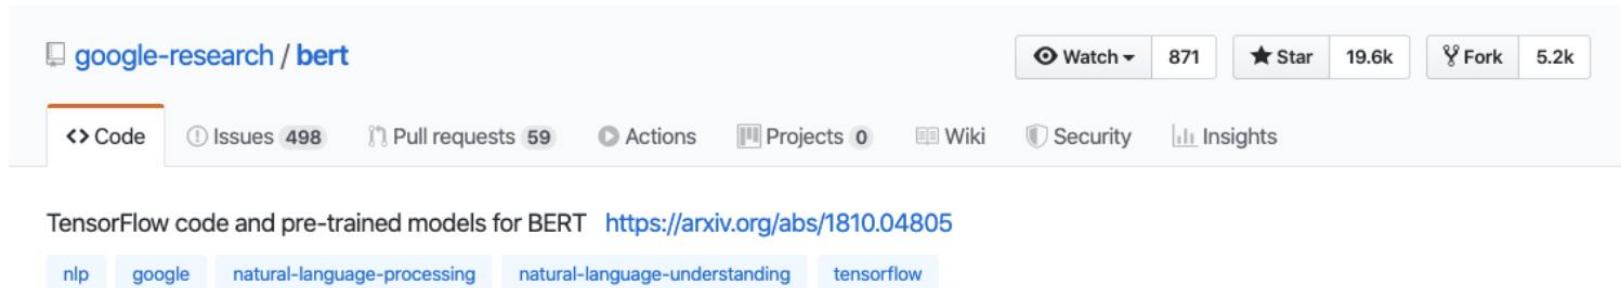 google-research / bert Watch 871 Star 19.6k Fork 5.2k
<> Code Issues 498 Pull requests 59 Actions Projects 0 Wiki Security Insights
TensorFlow code and pre-trained models for BERT https://arxiv.org/abs/1810.04805
nlp google natural-language-processing natural-language-understanding tensorflow